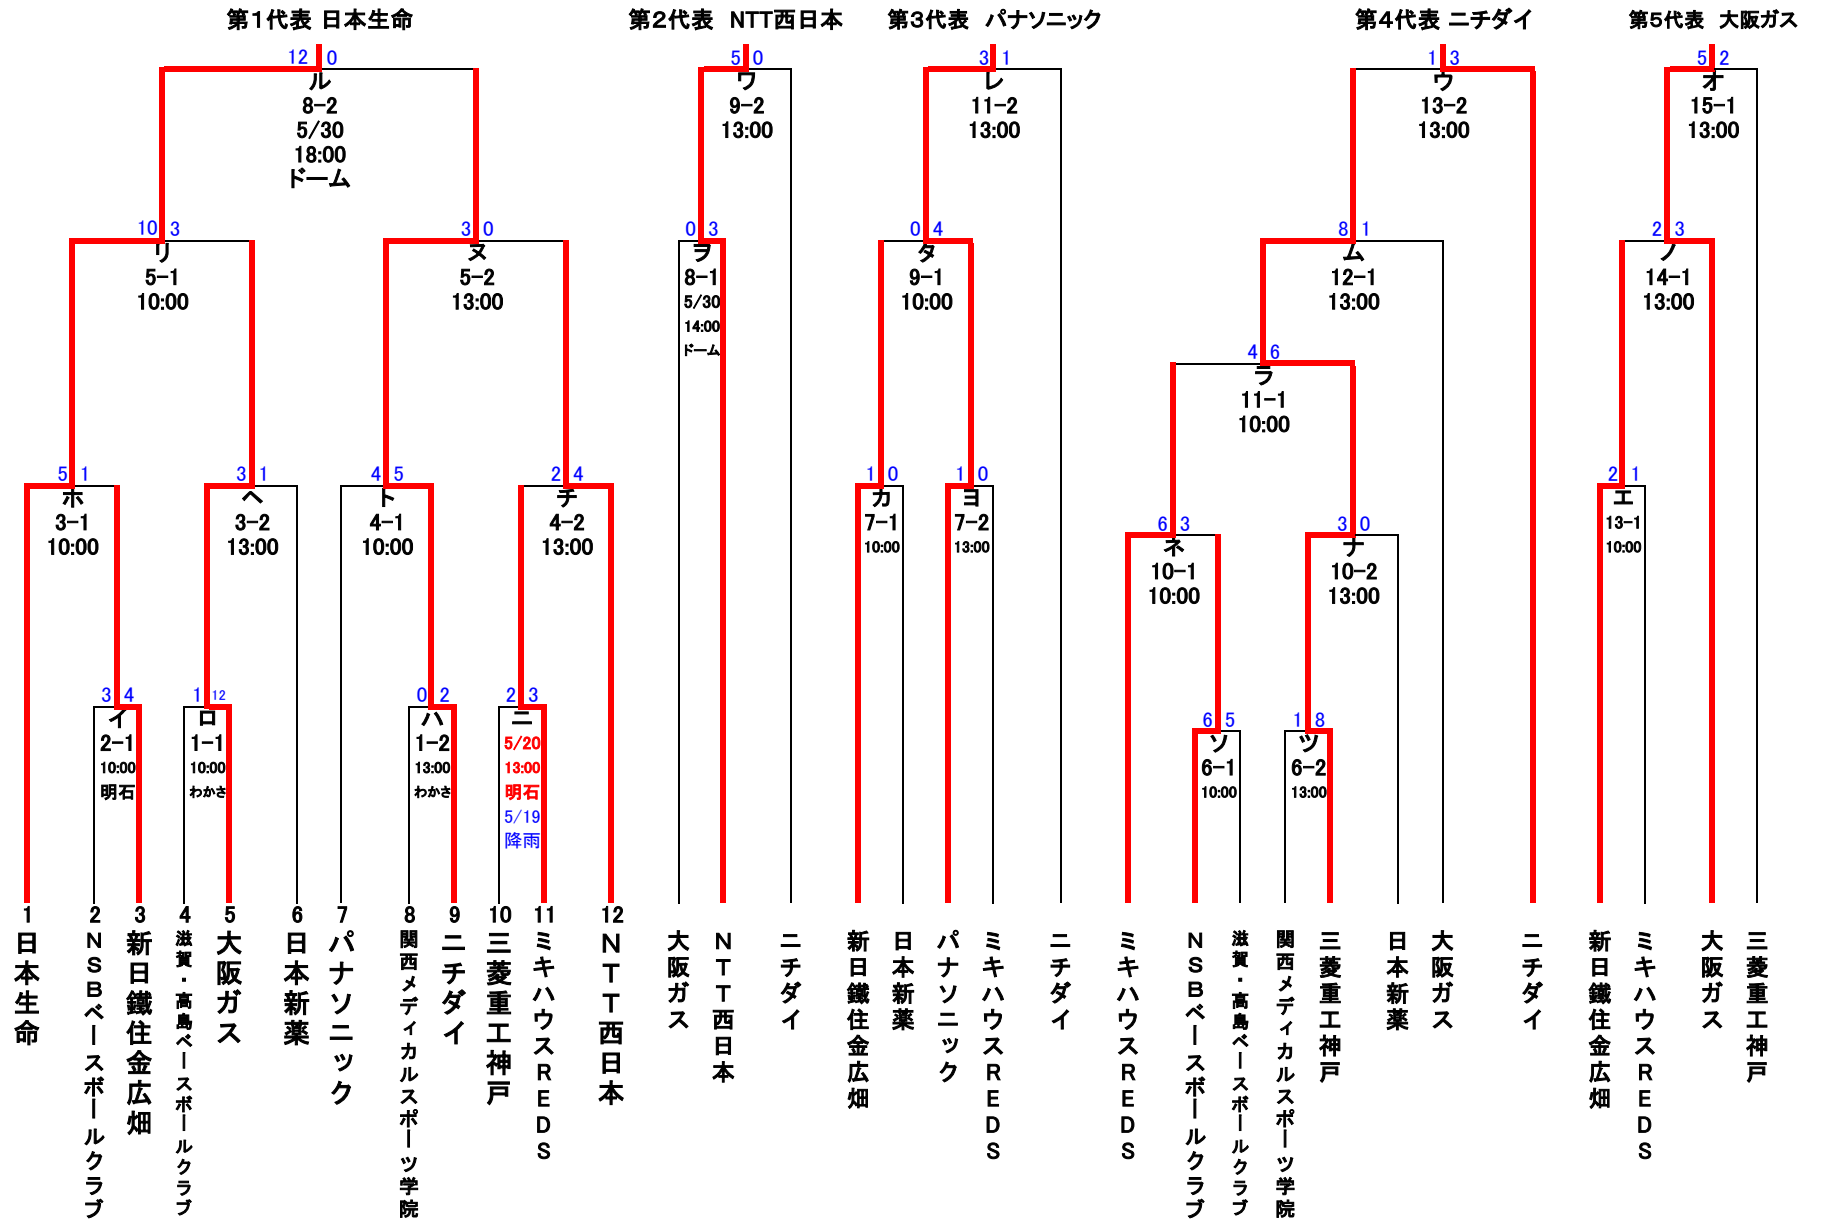 第1代表 日本生命
第2代表 NTT西日本
第3代表 パナソニック
第4代表 ニチダイ
第5代表 大阪ガス
12 0
ル
8-2
5/30
18:00
ドーム
5 0
ワ
9-2
13:00
3 1
レ
11-2
13:00
1 3
ウ
13-2
13:00
5 2
オ
15-1
13:00
10 3
リ
5-1
10:00
3 0
ヌ
5-2
13:00
0 3
ヲ
8-1
5/30
14:00
ドーム
0 4
タ
9-1
10:00
8 1
ム
12-1
13:00
2 3
ノ
14-1
13:00
4 6
ラ
11-1
10:00
5 1
ホ
3-1
10:00
3 1
ヘ
3-2
13:00
4 5
ト
4-1
10:00
2 4
チ
4-2
13:00
1 0
カ
7-1
10:00
1 0
ヨ
7-2
13:00
6 3
ネ
10-1
10:00
3 0
ナ
10-2
13:00
2 1
エ
13-1
10:00
3 4
イ
2-1
10:00
明石
1 12
ロ
1-1
10:00
わかさ
0 2
ハ
1-2
13:00
わかさ
2 3
ニ
5/20
13:00
明石
5/19
降雨
6 5
ソ
6-1
10:00
1 8
ツ
6-2
13:00
1 日本生命
2 NSBベースボールクラブ
3 新日鐵住金広畑
4 滋賀・高島ベースボールクラブ
5 大阪ガス
6 日本新薬
7 パナソニック
8 関西メディカルスポーツ学院
9 ニチダイ
10 三菱重工神戸
11 ミキハウスREDS
12 NTT西日本
大阪ガス
NTT西日本
ニチダイ
新日鐵住金広畑
日本新薬
パナソニック
ミキハウスREDS
ニチダイ
ミキハウスREDS
NSBベースボールクラブ
滋賀・高島ベースボールクラブ
関西メディカルスポーツ学院
三菱重工神戸
日本新薬
大阪ガス
ニチダイ
新日鐵住金広畑
ミキハウスREDS
大阪ガス
三菱重工神戸